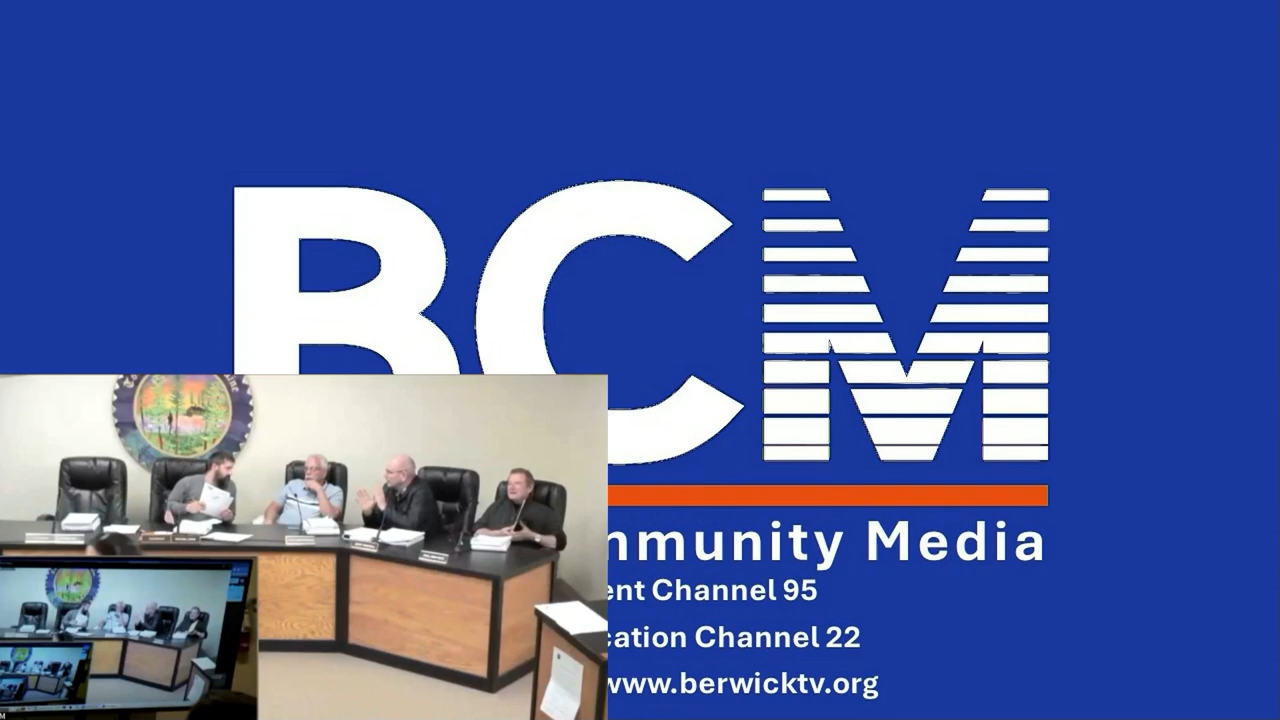 BCM
mmunity Media
ent Channel 95
cation Channel 22
www.berwicktv.org